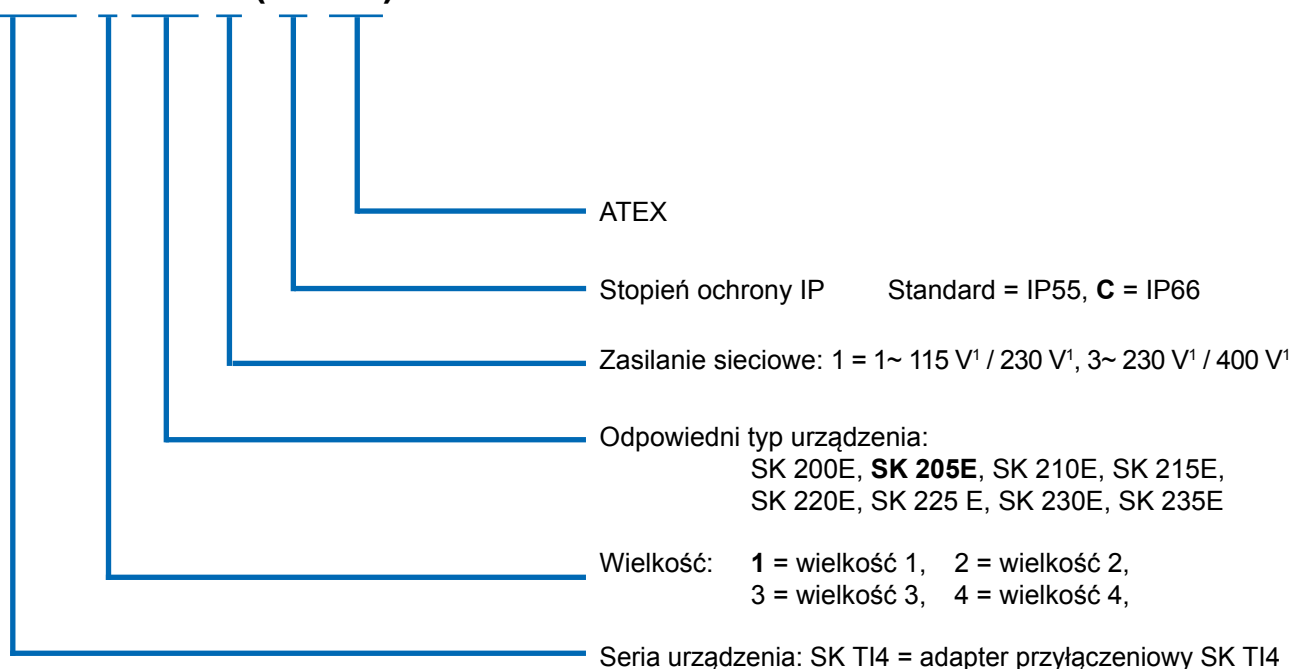 ATEX
Stopień ochrony IP Standard = IP55, C = IP66
Zasilanie sieciowe: 1 = 1~ 115 V¹ / 230 V¹, 3~ 230 V¹ / 400 V¹
Odpowiedni typ urządzenia:
SK 200E, SK 205E, SK 210E, SK 215E,
SK 220E, SK 225 E, SK 230E, SK 235E
Wielkość: 1 = wielkość 1, 2 = wielkość 2,
3 = wielkość 3, 4 = wielkość 4,
Seria urządzenia: SK TI4 = adapter przyłączeniowy SK TI4